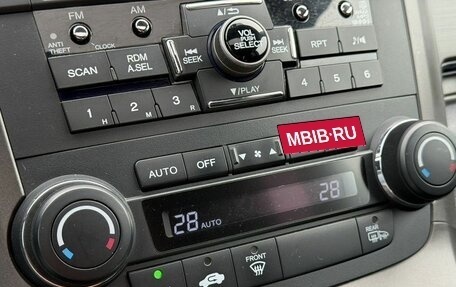 FM AM
VOL
PUSH
SELECT
ANTI
THEFT
CLOCK
SEEK SEEK
SCAN RDM
A.SEL
RPT
▼/PLAY
1 2 3 4 5 6
H M R
MBIB·RU
AUTO OFF
28 AUTO 28
FRONT REAR